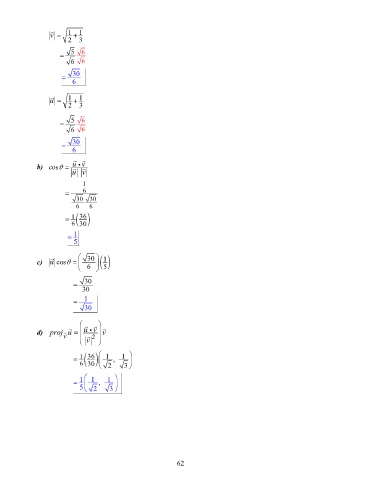 |v⃗| = √(1/2 + 1/3)
= √5/√6 √6/√6
= √30/6
|u⃗| = √(1/2 + 1/3)
= √5/√6 √6/√6
= √30/6
b) cos θ = (u⃗ • v⃗)/(|u⃗| |v⃗|)
= (1/6)/((√30/6) (√30/6))
= 1/6 (36/30)
= 1/5
c) |u⃗| cos θ = (√30/6)(1/5)
= √30/30
= 1/√30
d) proj_v⃗ u⃗ = ((u⃗ • v⃗)/|v⃗|²) v⃗
= 1/6 (36/30) (1/√2, 1/√3)
= 1/5 (1/√2, 1/√3)
62